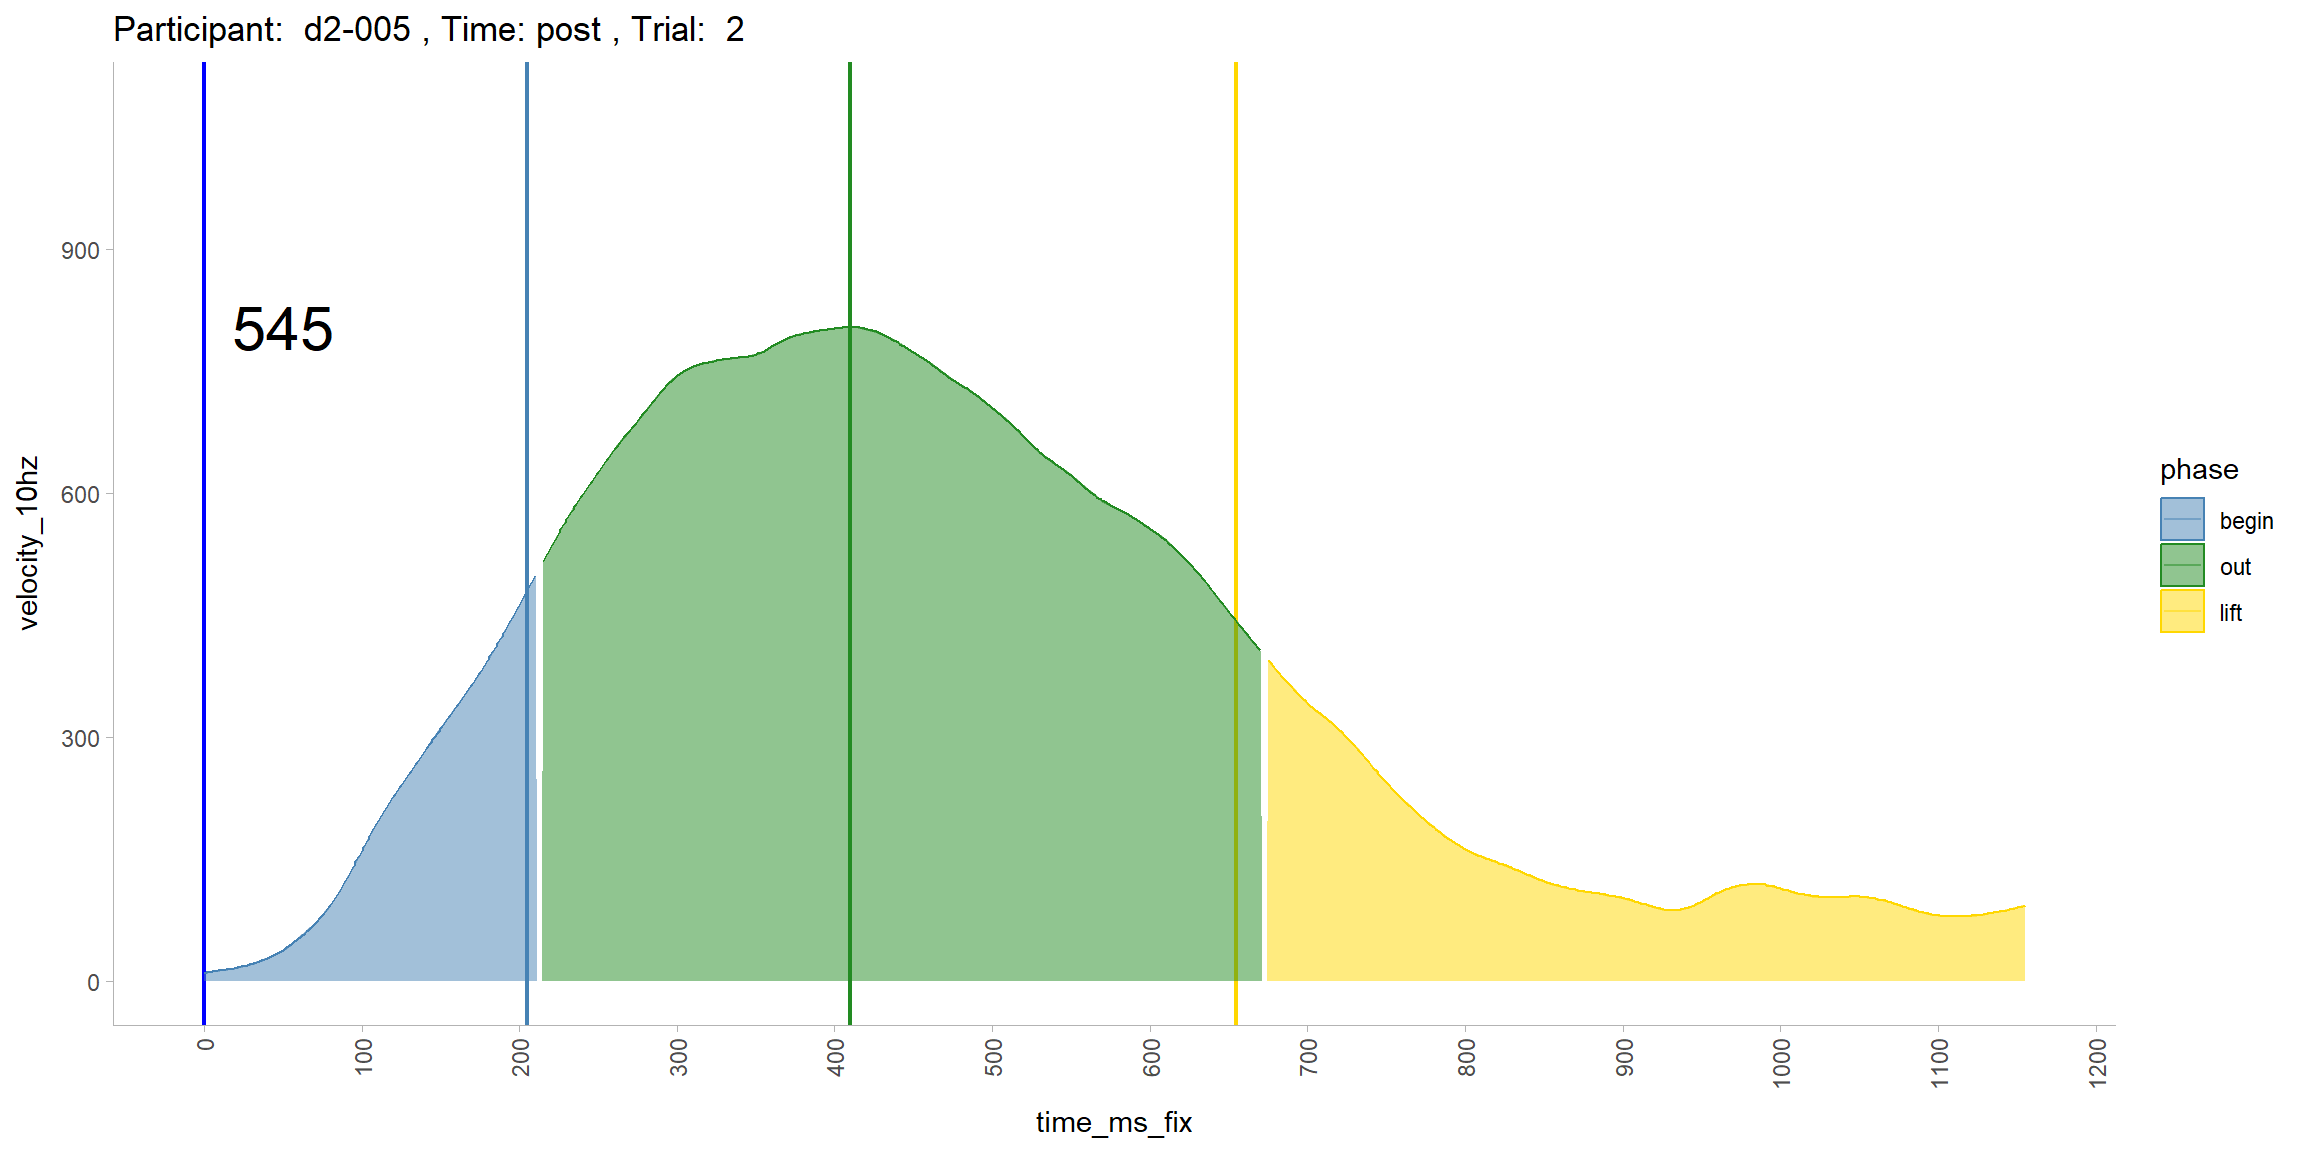 Participant:  d2-005 , Time: post , Trial:  2
900
545
600
300
0
velocity_10hz
0
100
200
300
400
500
600
700
800
900
1000
1100
1200
time_ms_fix
phase
begin
out
lift